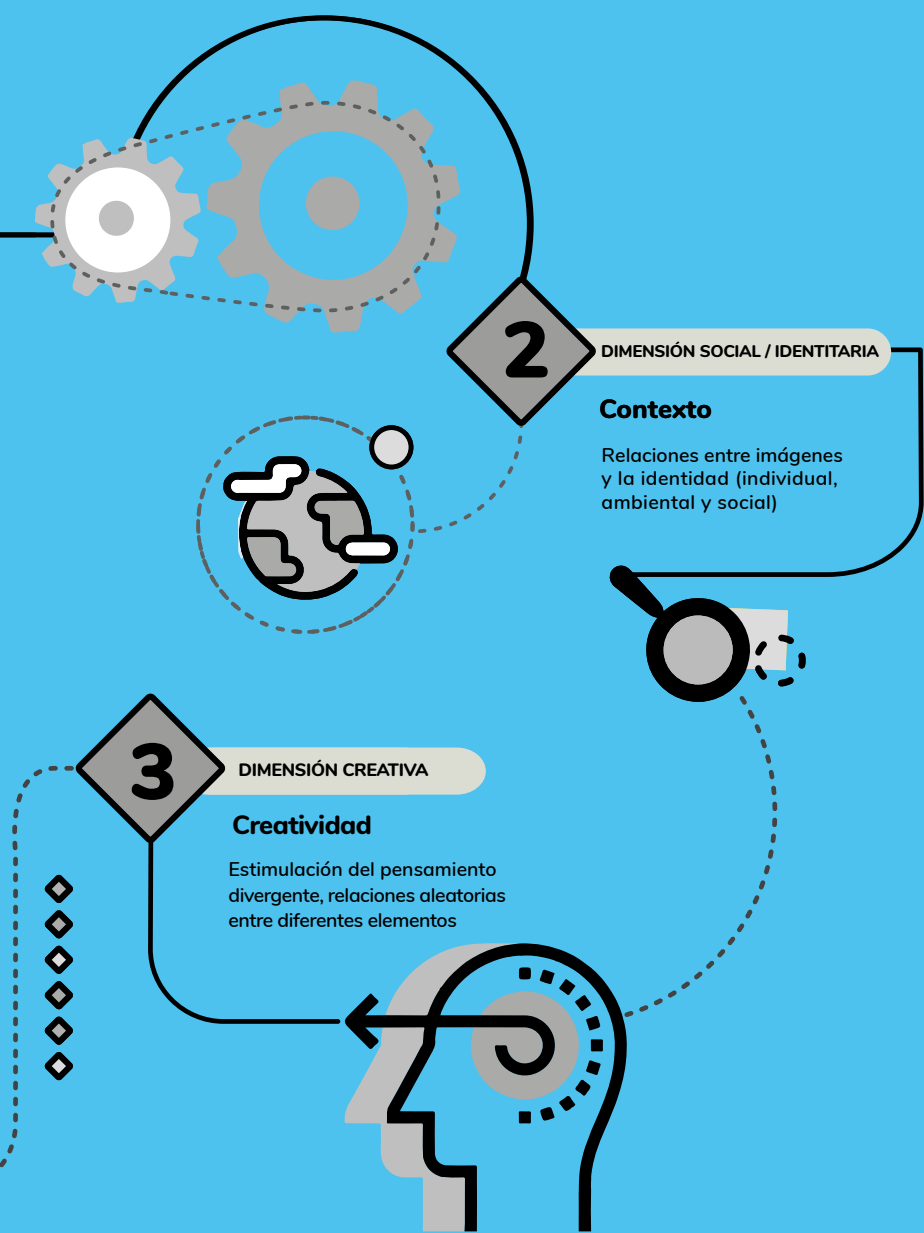 2
DIMENSIÓN SOCIAL / IDENTITARIA
Contexto
Relaciones entre imágenes
y la identidad (individual,
ambiental y social)
3
DIMENSIÓN CREATIVA
Creatividad
Estimulación del pensamiento
divergente, relaciones aleatorias
entre diferentes elementos